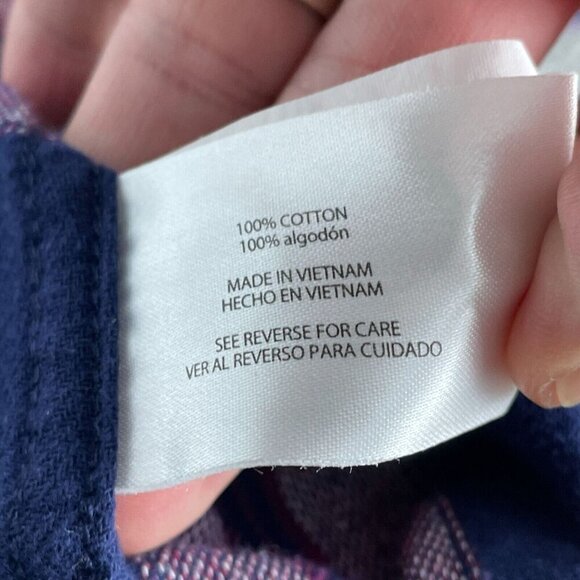 100% COTTON
100% algodón
MADE IN VIETNAM
HECHO EN VIETNAM
SEE REVERSE FOR CARE
VER AL REVERSO PARA CUIDADO